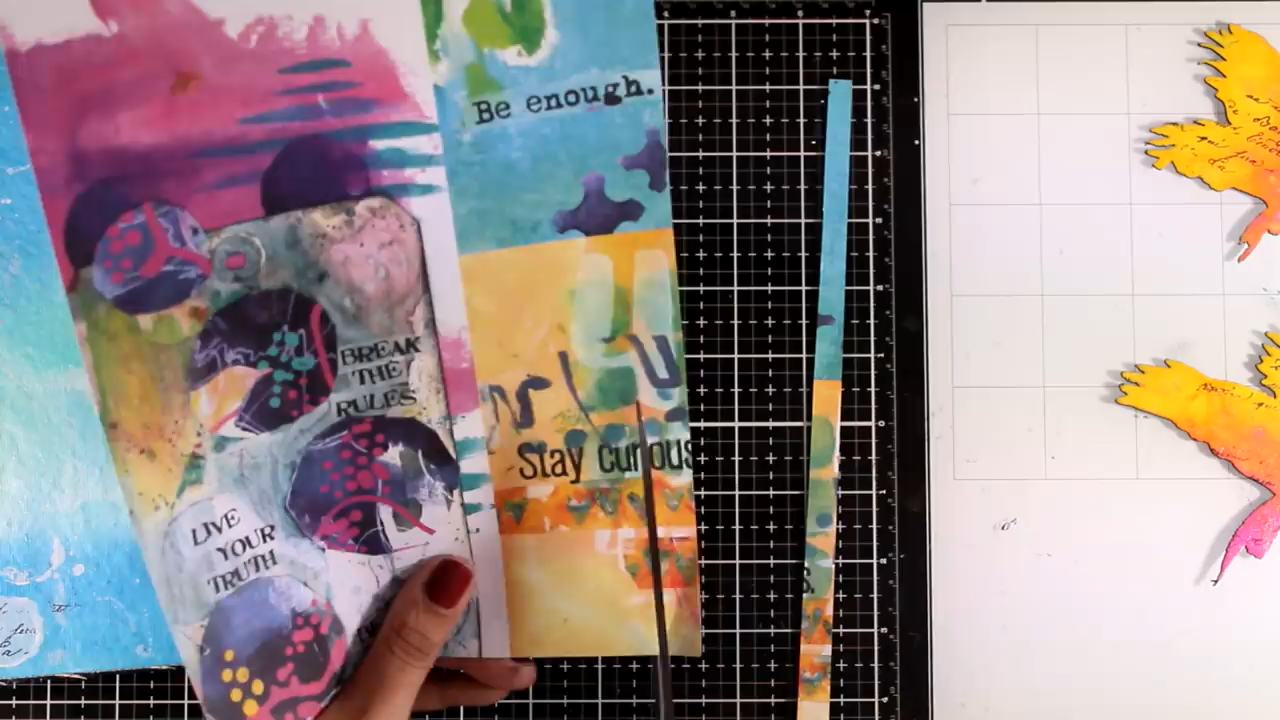 Be enough.
BREAK
THE
RULES
Stay curious
LIVE
YOUR
TRUTH